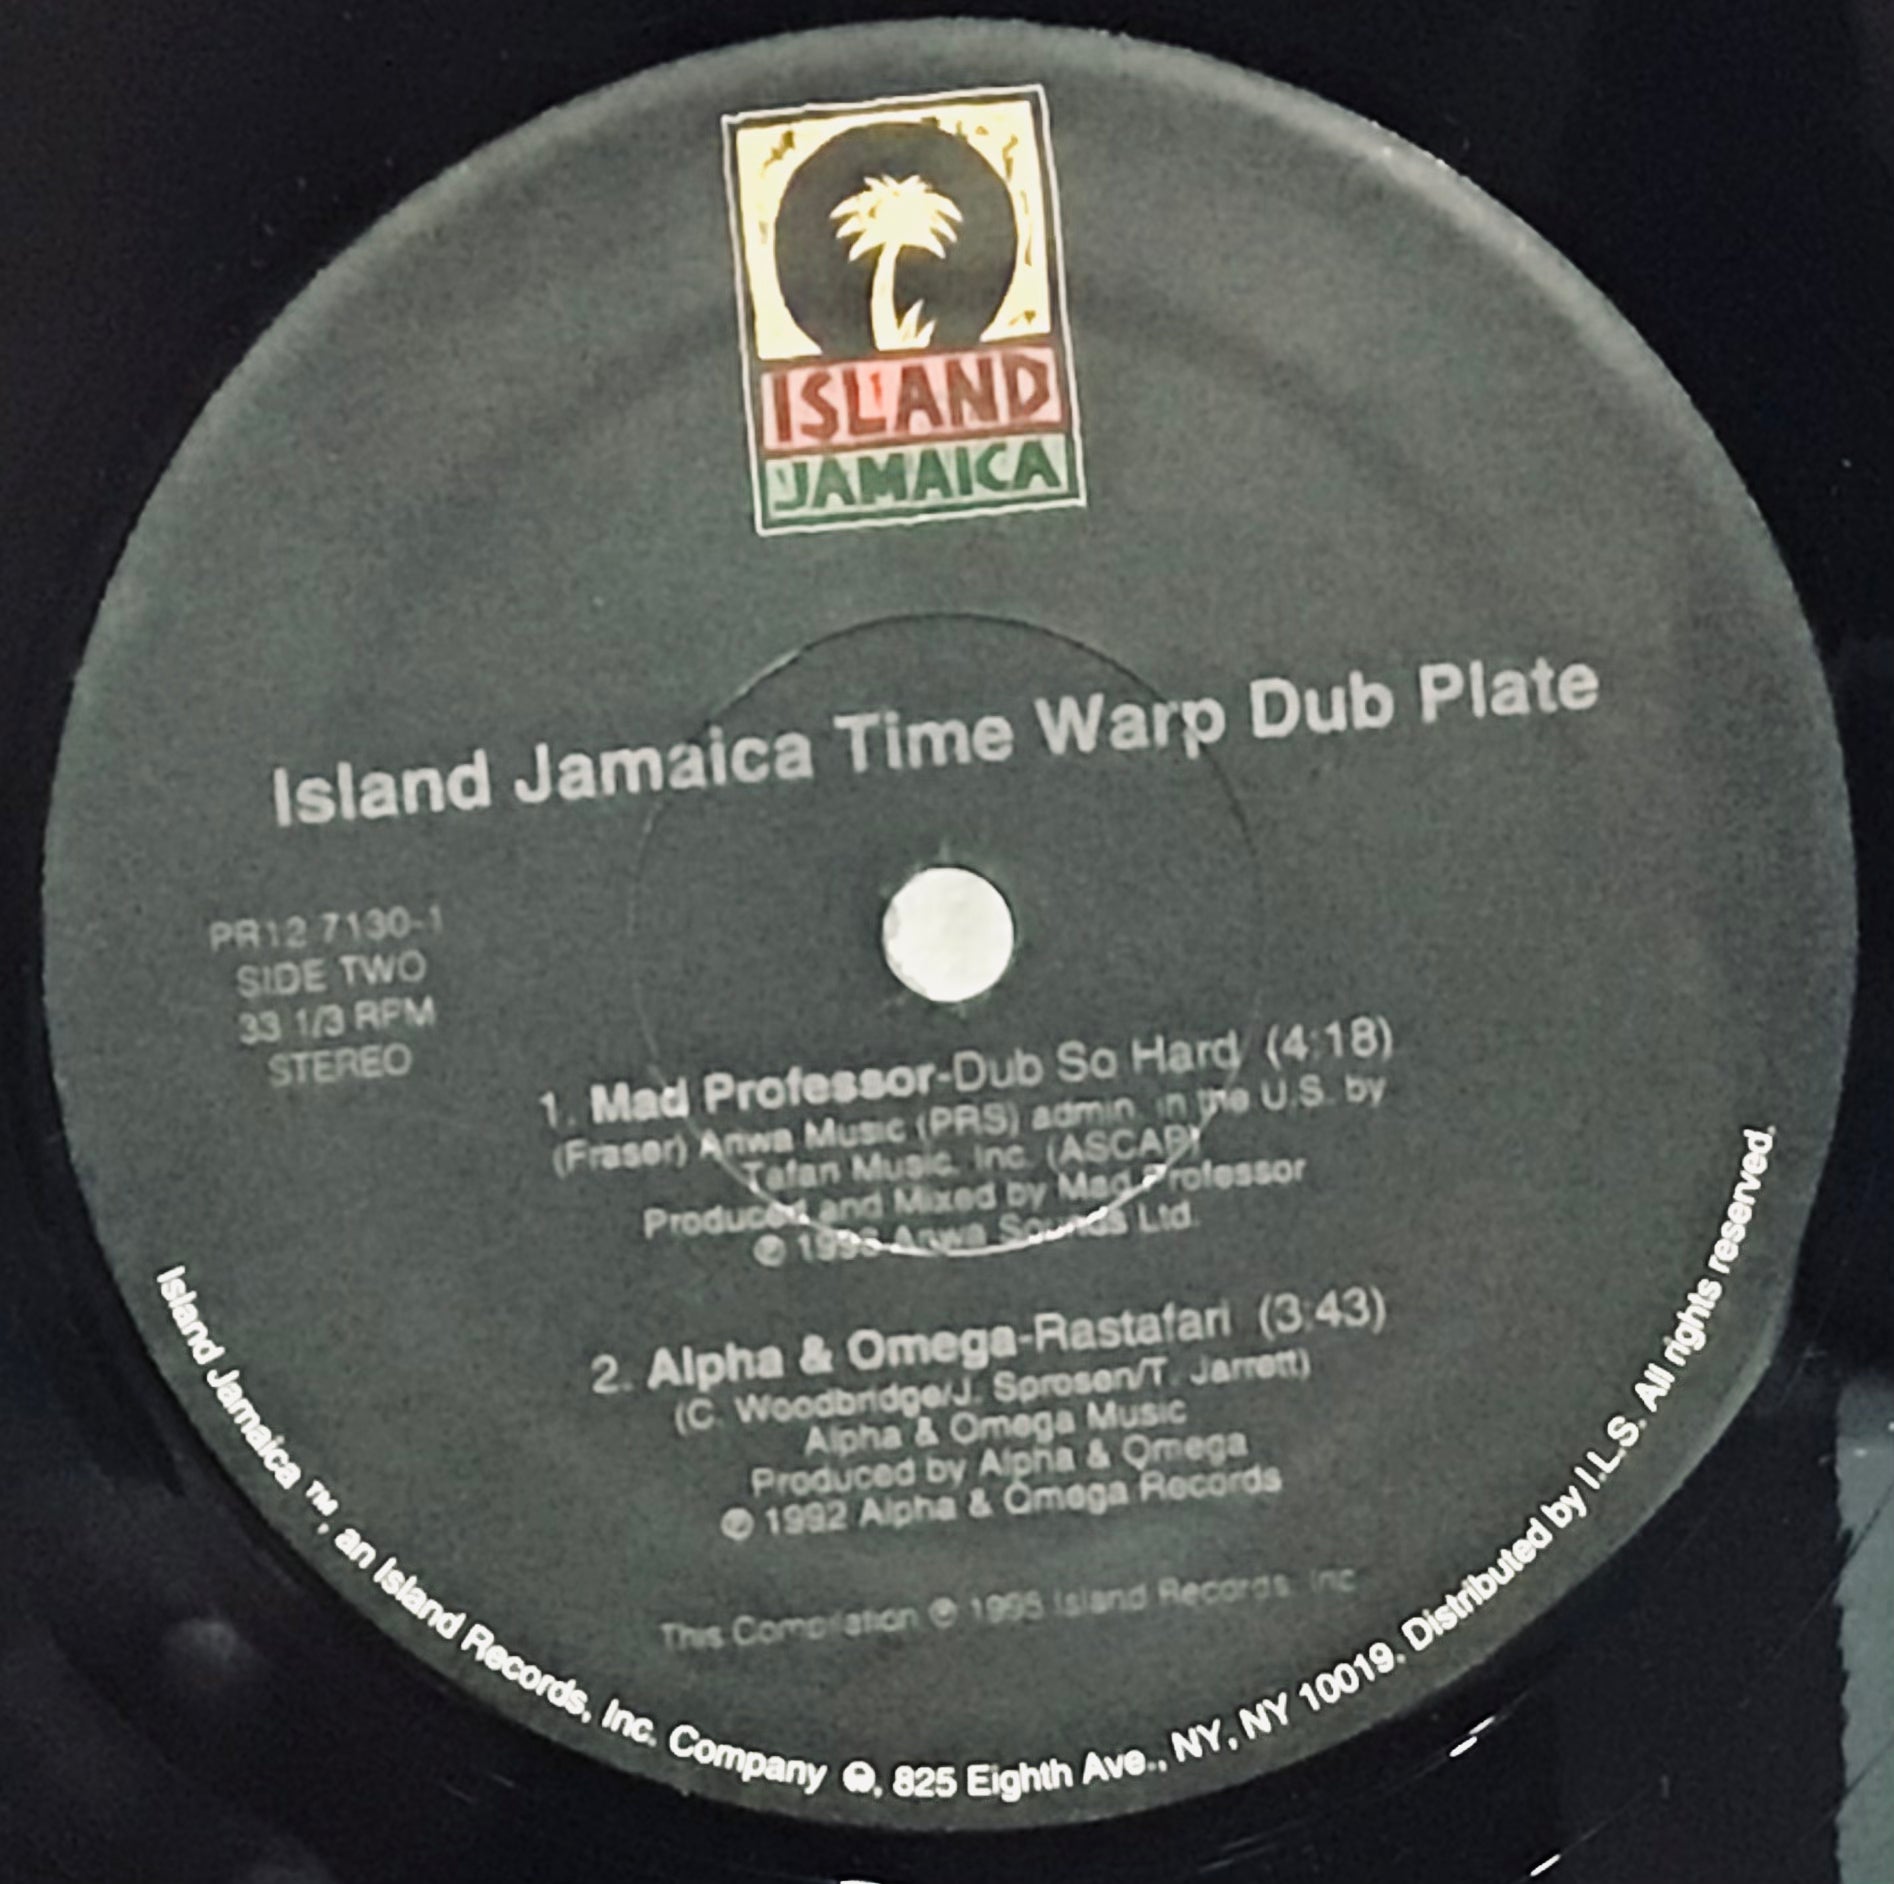 ISLAND
JAMAICA
Island Jamaica Time Warp Dub Plate
PR12 7130-1
SIDE TWO
33 1/3 RPM
STEREO
1. Mad Professor-Dub So Hard (4:18)
(Fraser) Ariwa Music (PRS) admin. in the U.S. by
Tafan Music, Inc. (ASCAP)
Produced and Mixed by Mad Professor
℗ Ariwa Sounds Ltd.
2. Alpha & Omega-Rastafari (3:43)
(C. Woodbridge/J. Sprosen/T. Jarrett)
Alpha & Omega Music
Produced by Alpha & Omega
℗ 1992 Alpha & Omega Records
This Compilation ℗ 1995 Island Records, Inc.
Island Jamaica ™, an Island Records, Inc. Company ℗, 825 Eighth Ave., NY, NY 10019. Distributed by I.L.S. All rights reserved.